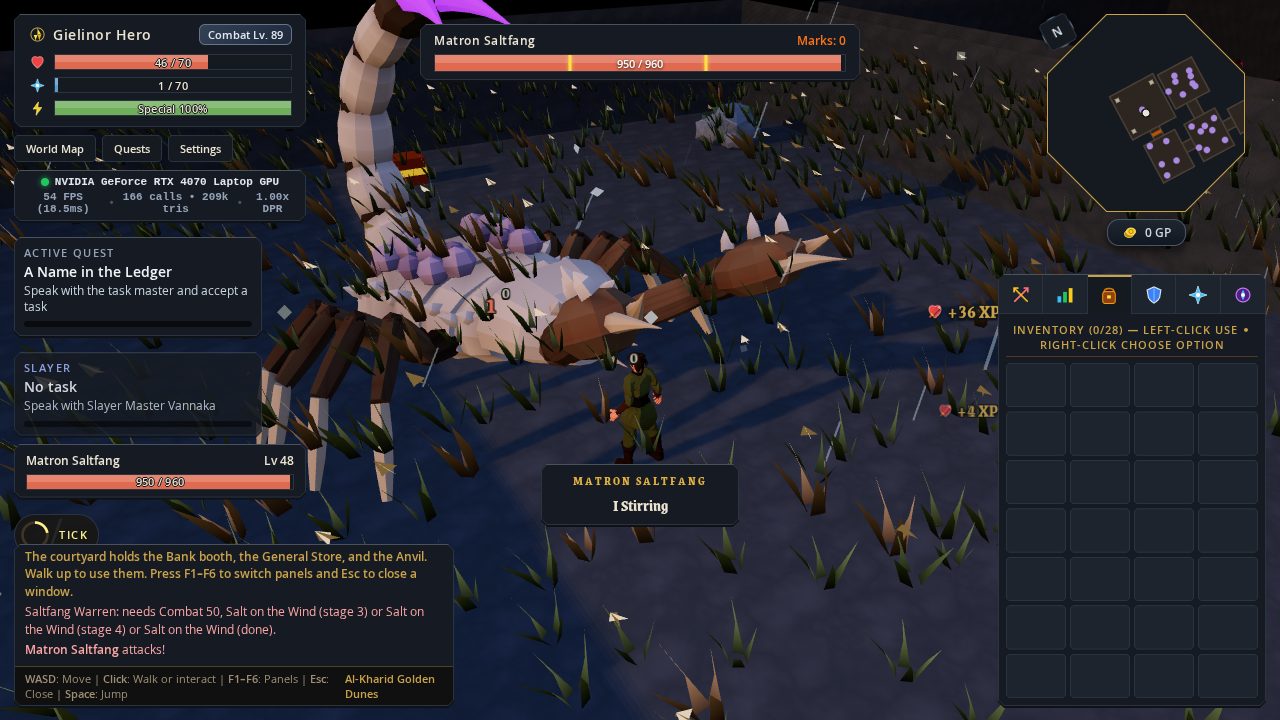 Gielinor Hero
Combat Lv. 89
46 / 70
1 / 70
Special 100%
World Map
Quests
Settings
NVIDIA GeForce RTX 4070 Laptop GPU
54 FPS (18.5ms) • 166 calls • 209k tris • 1.00x DPR
ACTIVE QUEST
A Name in the Ledger
Speak with the task master and accept a
task
SLAYER
No task
Speak with Slayer Master Vannaka
Matron Saltfang
Lv 48
950 / 960
TICK
The courtyard holds the Bank booth, the General Store, and the Anvil.
Walk up to use them. Press F1–F6 to switch panels and Esc to close a
window.
Saltfang Warren: needs Combat 50, Salt on the Wind (stage 3) or Salt on
the Wind (stage 4) or Salt on the Wind (done).
Matron Saltfang attacks!
WASD: Move | Click: Walk or interact | F1–F6: Panels | Esc:
Close | Space: Jump
Al-Kharid Golden
Dunes
Matron Saltfang
Marks: 0
950 / 960
0
1
0
+36 XP
+4 XP
MATRON SALTFANG
I Stirring
N
0 GP
INVENTORY (0/28) — LEFT-CLICK USE •
RIGHT-CLICK CHOOSE OPTION